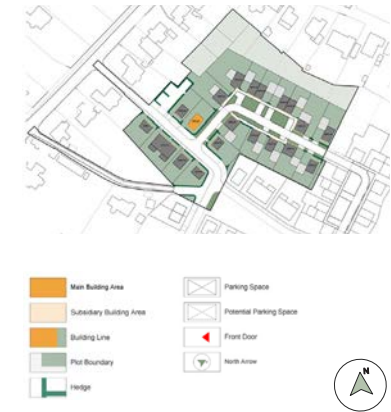 Main Building Area
Subsidiary Building Area
Building Line
Plot Boundary
Hedge
Parking Space
Potential Parking Space
Front Door
North Arrow
N